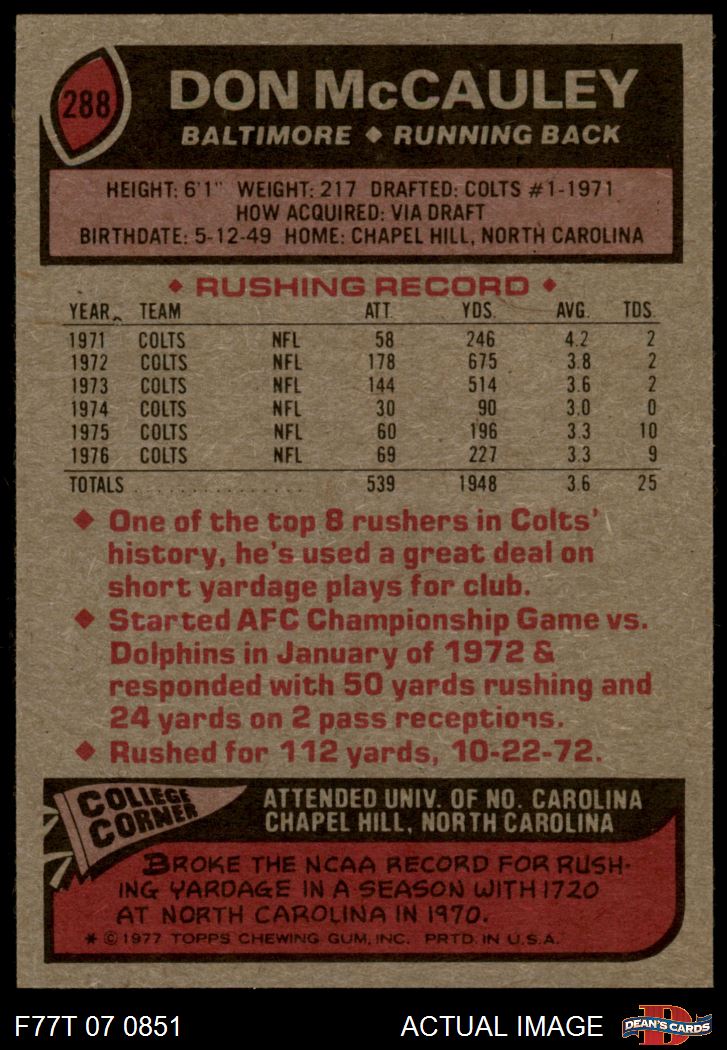 288
DON McCAULEY
BALTIMORE ◆ RUNNING BACK
HEIGHT: 6'1" WEIGHT: 217 DRAFTED: COLTS #1-1971
HOW ACQUIRED: VIA DRAFT
BIRTHDATE: 5-12-49 HOME: CHAPEL HILL, NORTH CAROLINA
◆ RUSHING RECORD ◆
YEAR TEAM ATT. YDS. AVG. TDS.
1971 COLTS NFL 58 246 4.2 2
1972 COLTS NFL 178 675 3.8 2
1973 COLTS NFL 144 514 3.6 2
1974 COLTS NFL 30 90 3.0 0
1975 COLTS NFL 60 196 3.3 10
1976 COLTS NFL 69 227 3.3 9
TOTALS . . . . . . . . . . . . . 539 1948 3.6 25
◆ One of the top 8 rushers in Colts'
history, he's used a great deal on
short yardage plays for club.
◆ Started AFC Championship Game vs.
Dolphins in January of 1972 &
responded with 50 yards rushing and
24 yards on 2 pass receptions.
◆ Rushed for 112 yards, 10-22-72.
COLLEGE
CORNER
ATTENDED UNIV. OF NO. CAROLINA
CHAPEL HILL, NORTH CAROLINA
BROKE THE NCAA RECORD FOR RUSH-
ING YARDAGE IN A SEASON WITH 1720
AT NORTH CAROLINA IN 1970.
* © 1977 TOPPS CHEWING GUM, INC. PRTD. IN U.S.A.
F77T 07 0851
ACTUAL IMAGE
D
DEAN'S CARDS